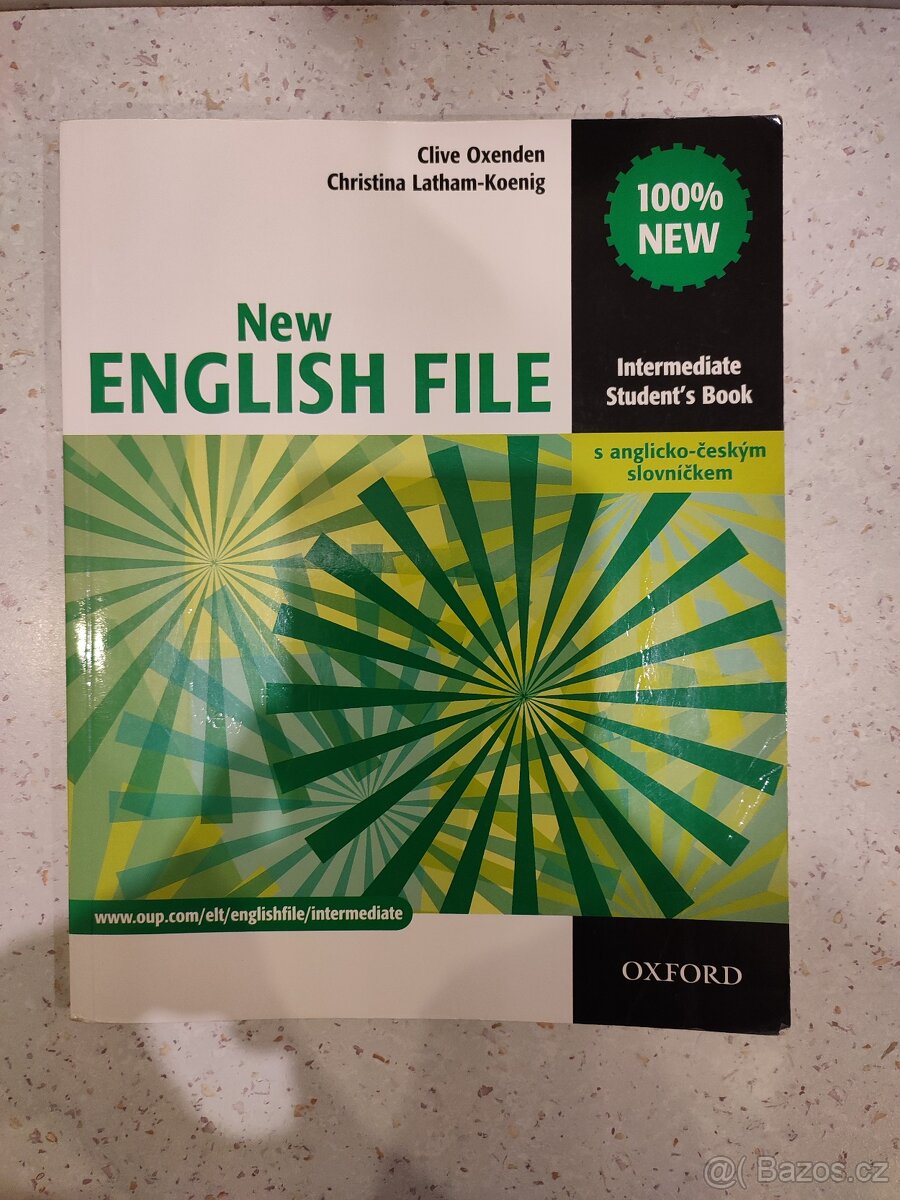 Clive Oxenden
Christina Latham-Koenig
100%
NEW
New
ENGLISH FILE
Intermediate
Student's Book
s anglicko-českým
slovníčkem
www.oup.com/elt/englishfile/intermediate
OXFORD
@( Bazos.cz